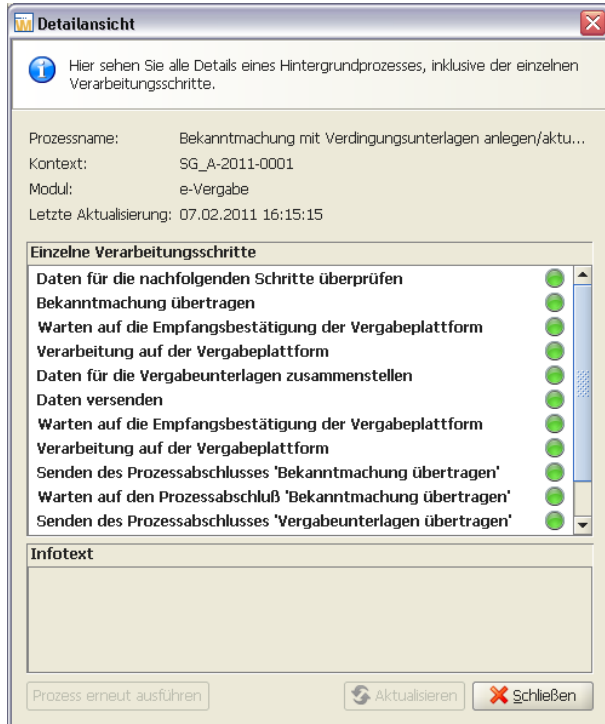 Detailansicht
Hier sehen Sie alle Details eines Hintergrundprozesses, inklusive der einzelnen
Verarbeitungsschritte.
Prozessname: Bekanntmachung mit Verdingungsunterlagen anlegen/aktu...
Kontext: SG_A-2011-0001
Modul: e-Vergabe
Letzte Aktualisierung: 07.02.2011 16:15:15
Einzelne Verarbeitungsschritte
Daten für die nachfolgenden Schritte überprüfen
Bekanntmachung übertragen
Warten auf die Empfangsbestätigung der Vergabeplattform
Verarbeitung auf der Vergabeplattform
Daten für die Vergabeunterlagen zusammenstellen
Daten versenden
Warten auf die Empfangsbestätigung der Vergabeplattform
Verarbeitung auf der Vergabeplattform
Senden des Prozessabschlusses 'Bekanntmachung übertragen'
Warten auf den Prozessabschluß 'Bekanntmachung übertragen'
Senden des Prozessabschlusses 'Vergabeunterlagen übertragen'
Infotext
Prozess erneut ausführen Aktualisieren Schließen